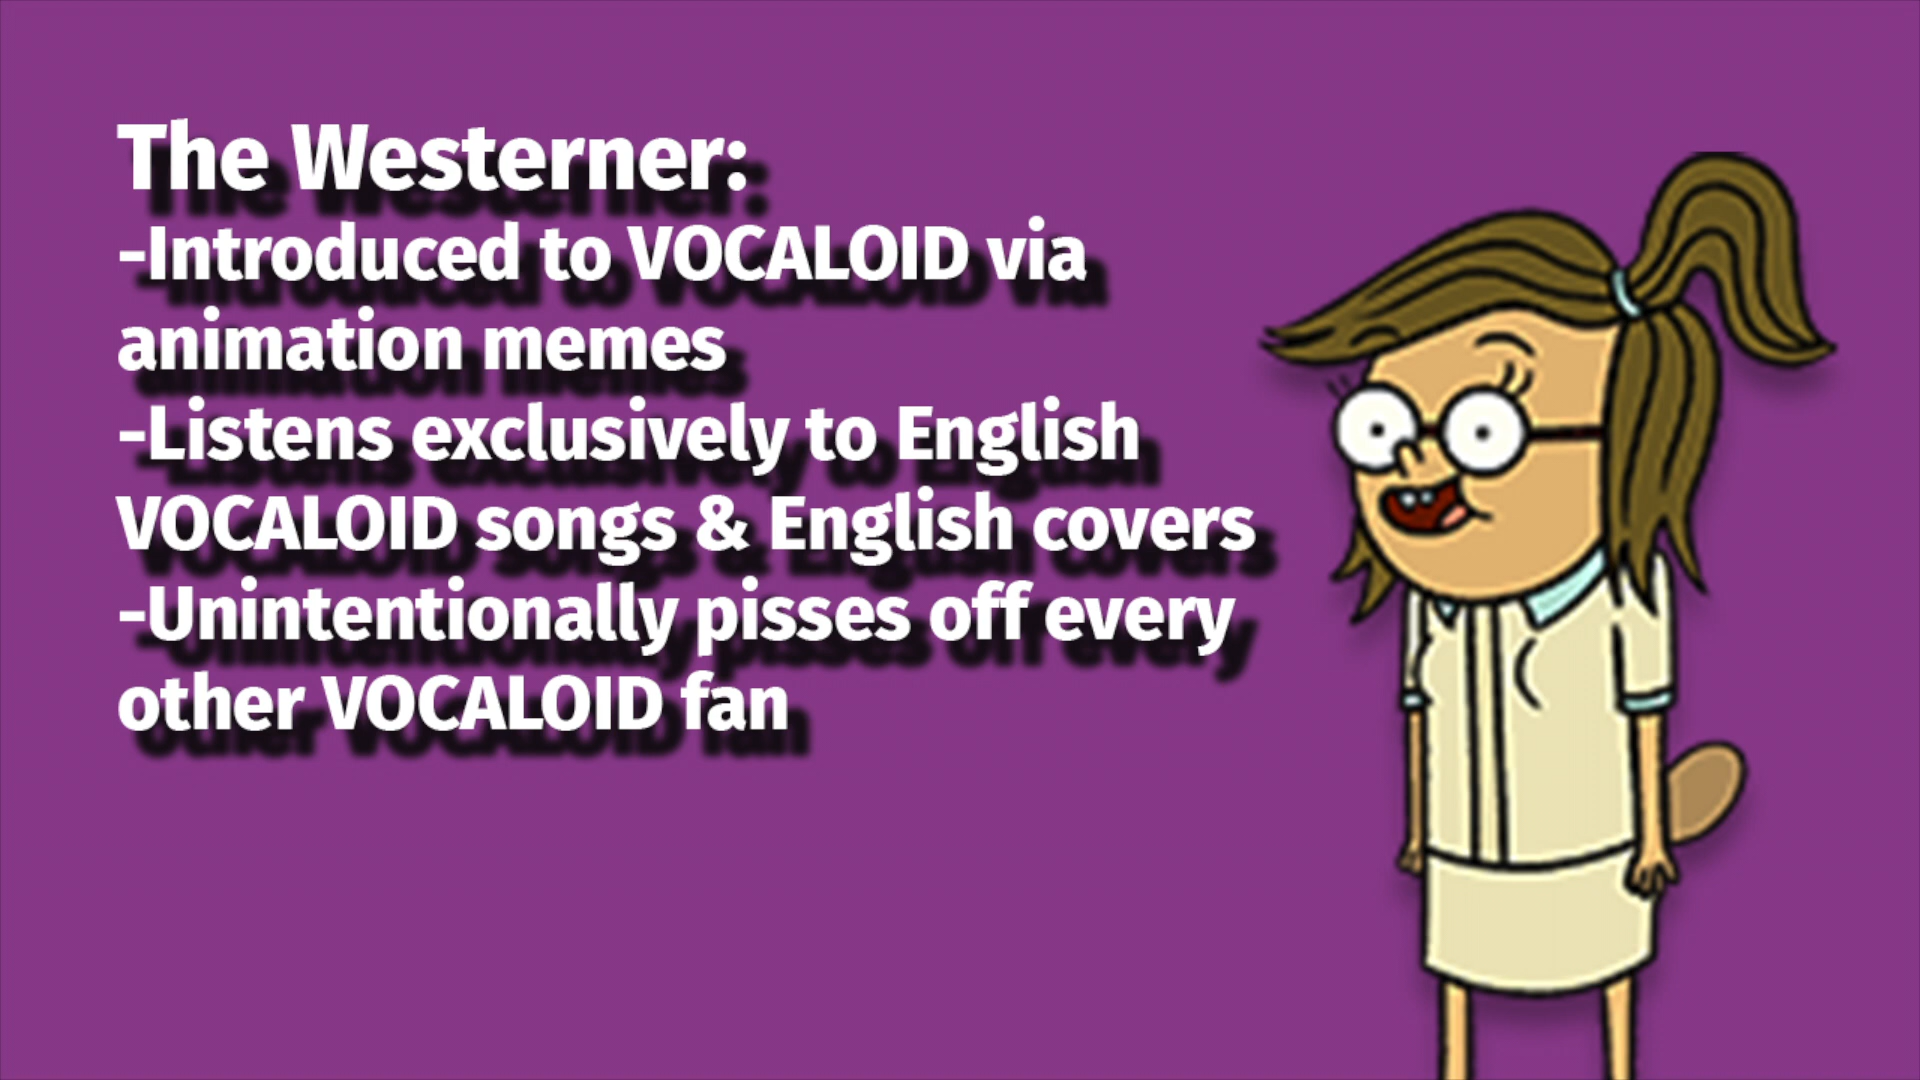 The Westerner:
-Introduced to VOCALOID via
animation memes
-Listens exclusively to English
VOCALOID songs & English covers
-Unintentionally pisses off every
other VOCALOID fan